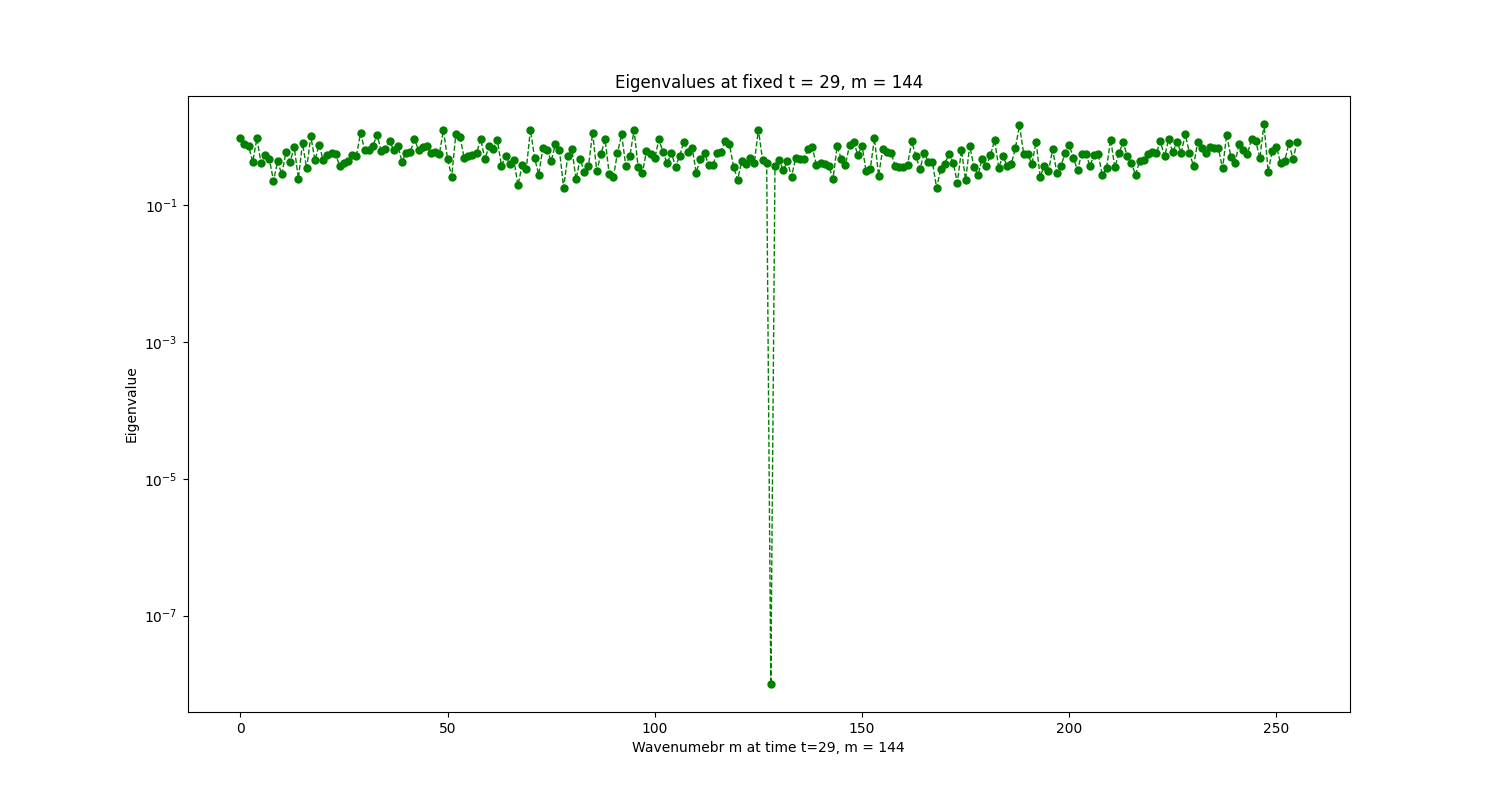 Eigenvalues at fixed t = 29, m = 144
Eigenvalue
10⁻¹
10⁻³
10⁻⁵
10⁻⁷
0 50 100 150 200 250
Wavenumebr m at time t=29, m = 144